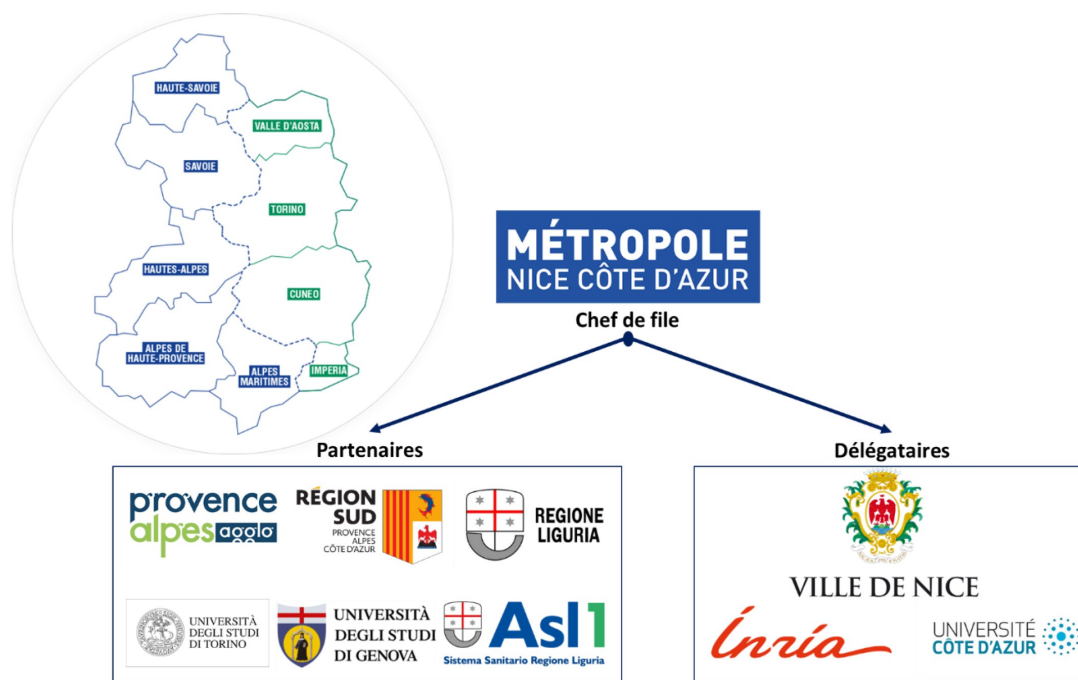 HAUTE-SAVOIE
VALLE D'AOSTA
SAVOIE
TORINO
HAUTES-ALPES
CUNEO
ALPES DE
HAUTE-PROVENCE
ALPES
MARITIMES
IMPERIA
MÉTROPOLE
NICE CÔTE D'AZUR
Chef de file
Partenaires
provence
alpes agglo
RÉGION
SUD
PROVENCE
ALPES
CÔTE D'AZUR
REGIONE
LIGURIA
UNIVERSITÀ
DEGLI STUDI
DI TORINO
UNIVERSITÀ
DEGLI STUDI
DI GENOVA
Asl1
Sistema Sanitario Regione Liguria
Délégataires
VILLE DE NICE
Inria
UNIVERSITÉ
CÔTE D'AZUR